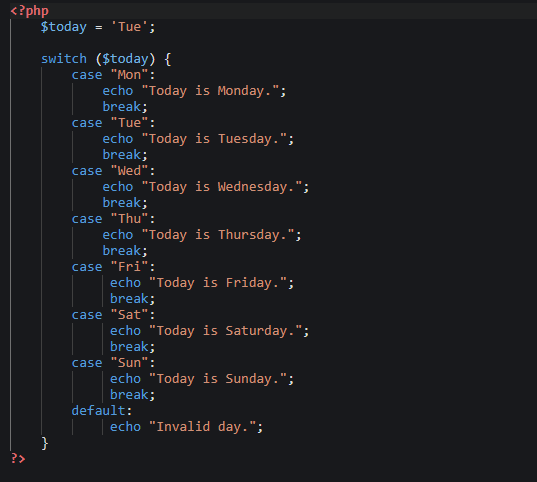 <?php
    $today = 'Tue';

    switch ($today) {
        case "Mon":
            echo "Today is Monday.";
            break;
        case "Tue":
            echo "Today is Tuesday.";
            break;
        case "Wed":
            echo "Today is Wednesday.";
            break;
        case "Thu":
            echo "Today is Thursday.";
            break;
        case "Fri":
             echo "Today is Friday.";
             break;
        case "Sat":
             echo "Today is Saturday.";
             break;
        case "Sun":
             echo "Today is Sunday.";
             break;
        default:
             echo "Invalid day.";
    }
?>